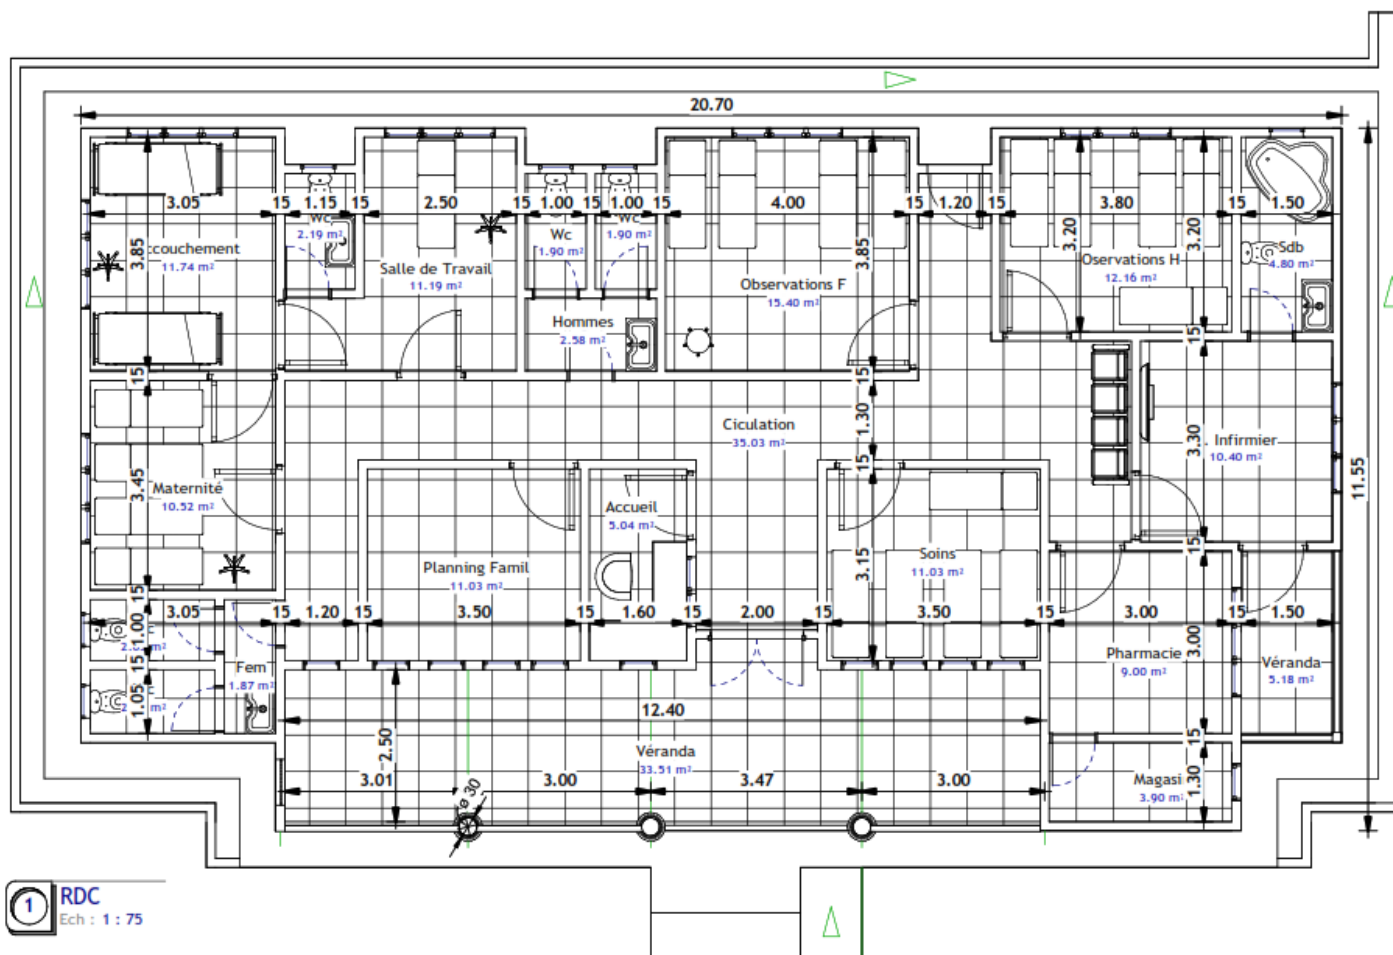 20.70
15
1.15
15
2.50
15
1.00
15
1.00
15
4.00
15
1.20
15
3.80
15
1.50
3.05
3.85
ccouchement
11.74 m²
Wc
2.19 m²
Salle de Travail
11.19 m²
Wc
1.90 m²
Wc
1.90 m²
Hommes
2.58 m²
Observations F
15.40 m²
3.85
3.20
Oservations H
12.16 m²
3.20
Sdb
4.80 m²
15
15
15
1.30
15
Ciculation
35.03 m²
3.30
Infirmier
10.40 m²
11.55
3.45
Maternité
10.52 m²
Accueil
5.04 m²
Planning Famil
11.03 m²
3.15
Soins
11.03 m²
15
15
3.05
15
1.20
15
3.50
15
1.60
15
2.00
15
3.50
15
3.00
15
1.50
1.00
15
1.05
Fem
1.87 m²
Pharmacie
9.00 m²
3.00
Véranda
5.18 m²
12.40
2.50
Véranda
33.51 m²
15
3.01
3.00
3.47
3.00
ø 30
Magasi
3.90 m²
1.30
1
RDC
Ech : 1 : 75